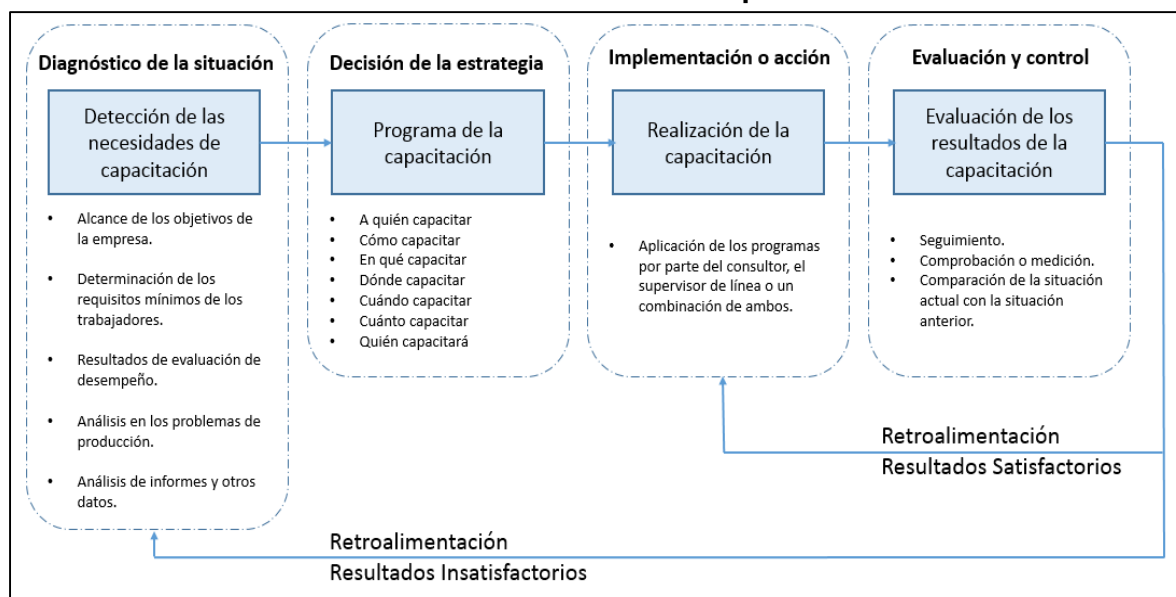 Diagnóstico de la situación
Detección de las
necesidades de
capacitación
• Alcance de los objetivos de
la empresa.
• Determinación de los
requisitos mínimos de los
trabajadores.
• Resultados de evaluación de
desempeño.
• Análisis en los problemas de
producción.
• Análisis de informes y otros
datos.
Decisión de la estrategia
Programa de la
capacitación
• A quién capacitar
• Cómo capacitar
• En qué capacitar
• Dónde capacitar
• Cuándo capacitar
• Cuánto capacitar
• Quién capacitará
Implementación o acción
Realización de la
capacitación
• Aplicación de los programas
por parte del consultor, el
supervisor de línea o un
combinación de ambos.
Evaluación y control
Evaluación de los
resultados de la
capacitación
• Seguimiento.
• Comprobación o medición.
• Comparación de la situación
actual con la situación
anterior.
Retroalimentación
Resultados Satisfactorios
Retroalimentación
Resultados Insatisfactorios